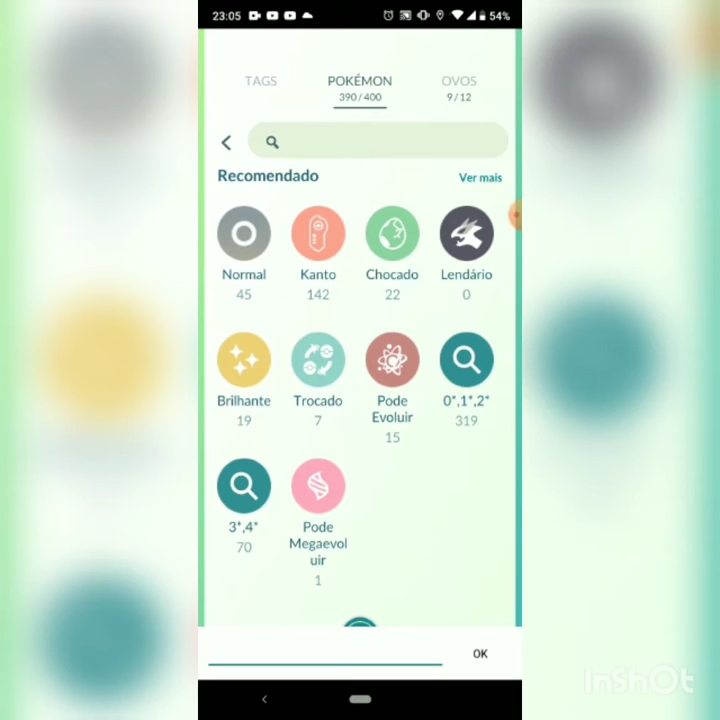 23:05
54%
TAGS
POKÉMON
OVOS
390/400
9/12
Recomendado
Ver mais
Normal
Kanto
Chocado
Lendário
45
142
22
0
Brilhante
Trocado
Pode
Evoluir
0*,1*,2*
19
7
15
319
3*,4*
Pode
Megaevol
uir
70
1
OK
InShOt